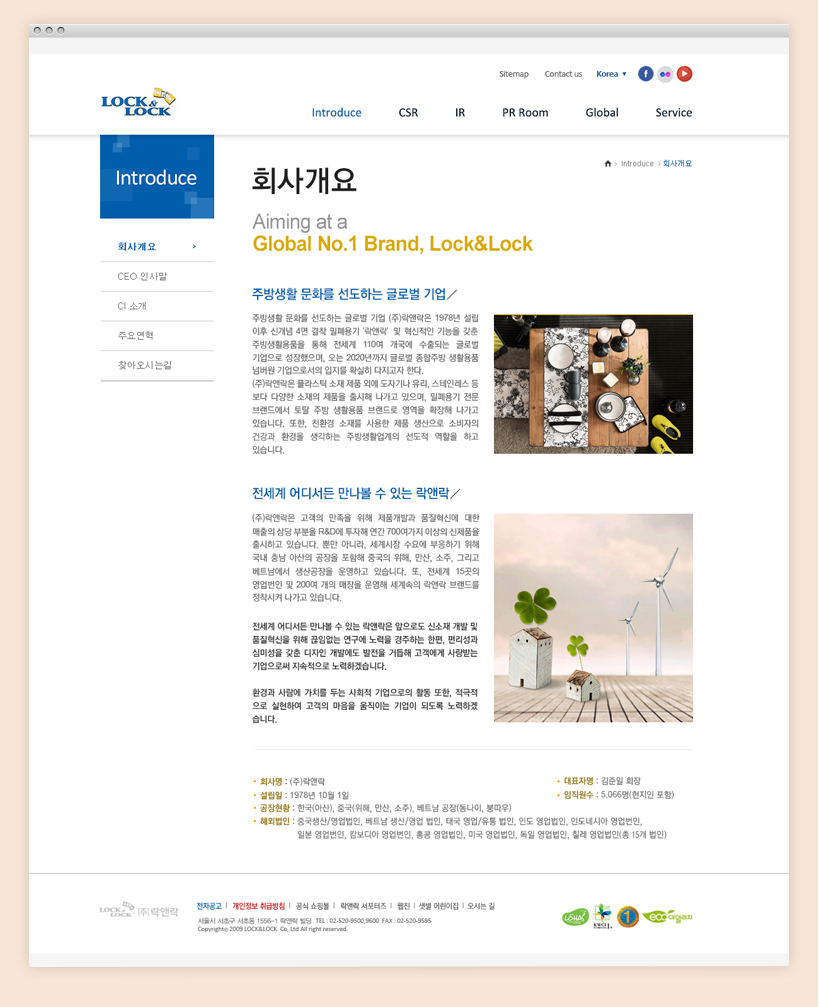 Sitemap Contact us Korea
LOCK&LOCK
Introduce CSR IR PR Room Global Service
Introduce
회사개요
CEO 인사말
CI 소개
주요연혁
찾아오시는길
Introduce > 회사개요
회사개요
Aiming at a
Global No.1 Brand, Lock&Lock
주방생활 문화를 선도하는 글로벌 기업
주방생활 문화를 선도하는 글로벌 기업 (주)락앤락은 1978년 설립
이후 신개념 4면 결착 밀폐용기 '락앤락' 및 혁신적인 기능을 갖춘
주방생활용품을 통해 전세계 110여 개국에 수출되는 글로벌
기업으로 성장했으며, 오는 2020년까지 글로벌 종합주방 생활용품
넘버원 기업으로서의 입지를 확실히 다지고자 한다.
(주)락앤락은 플라스틱 소재 제품 외에 도자기나 유리, 스테인레스 등
보다 다양한 소재의 제품을 출시해 나가고 있으며, 밀폐용기 전문
브랜드에서 토탈 주방 생활용품 브랜드로 영역을 확장해 나가고
있습니다. 또한, 친환경 소재를 사용한 제품 생산으로 소비자의
건강과 환경을 생각하는 주방생활업계의 선도적 역할을 하고
있습니다.
전세계 어디서든 만나볼 수 있는 락앤락
(주)락앤락은 고객의 만족을 위해 제품개발과 품질혁신에 대한
매출의 상당 부분을 R&D에 투자해 연간 700여가지 이상의 신제품을
출시하고 있습니다. 뿐만 아니라, 세계시장 수요에 부응하기 위해
국내 충남 아산의 공장을 포함해 중국의 위해, 만산, 소주, 그리고
베트남에서 생산공장을 운영하고 있습니다. 또, 전세계 15곳의
영업번인 및 200여 개의 매장을 운영해 세계속의 락앤락 브랜드를
정착시켜 나가고 있습니다.
전세계 어디서든 만나볼 수 있는 락앤락은 앞으로도 신소재 개발 및
품질혁신을 위해 끊임없는 연구에 노력을 경주하는 한편, 편리성과
심미성을 갖춘 디자인 개발에도 발전을 거듭해 고객에게 사랑받는
기업으로써 지속적으로 노력하겠습니다.
환경과 사람에 가치를 두는 사회적 기업으로의 활동 또한, 적극적
으로 실현하여 고객의 마음을 움직이는 기업이 되도록 노력하겠
습니다.
회사명 : (주)락앤락
대표자명 : 김준일 회장
설립일 : 1978년 10월 1일
임직원수 : 5,066명(현지인 포함)
공장현황 : 한국(아산), 중국(위해, 만산, 소주), 베트남 공장(동나이, 붕따우)
해외법인 : 중국생산/영업법인, 베트남 생산/영업 법인, 태국 영업/유통 법인, 인도 영업법인, 인도네시아 영업번인,
일본 영업번인, 캄보디아 영업번인, 홍콩 영업법인, 미국 영업법인, 독일 영업법인, 칠레 영업법인(총 15개 법인)
LOCK&LOCK (주)락앤락
전자공고 | 개인정보 취급방침 | 공식 쇼핑몰 | 락앤락 서포터즈 | 웹진 | 샛별 어린이집 | 오시는 길
서울시 서초구 서초동 1556-1 락앤락 빌딩 TEL : 02-520-9500,9600 FAX : 02-520-9595
Copyright© 2009 LOCK&LOCK. Co, Ltd All right reserved.
LOHAS
KWCI
1
eco